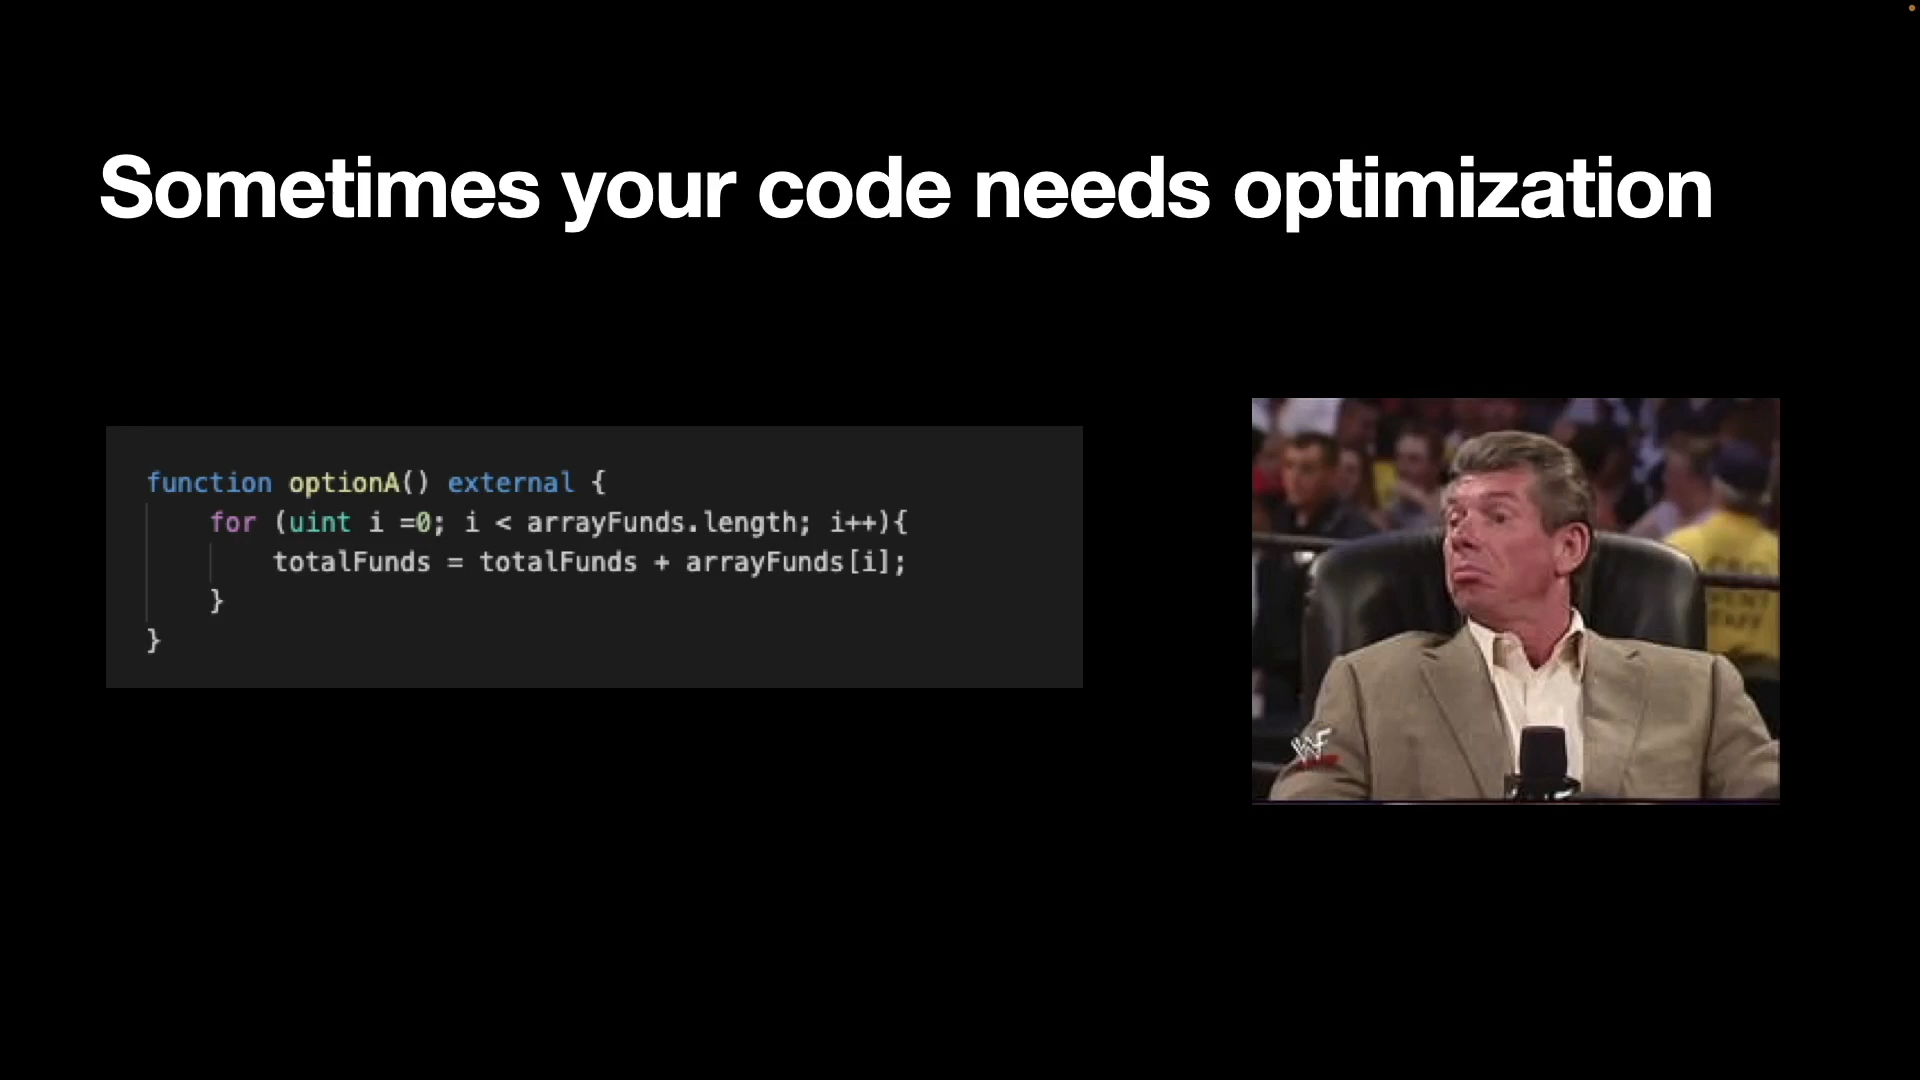 Sometimes your code needs optimization
function optionA() external {
for (uint i =0; i < arrayFunds.length; i++){
totalFunds = totalFunds + arrayFunds[i];
}
}